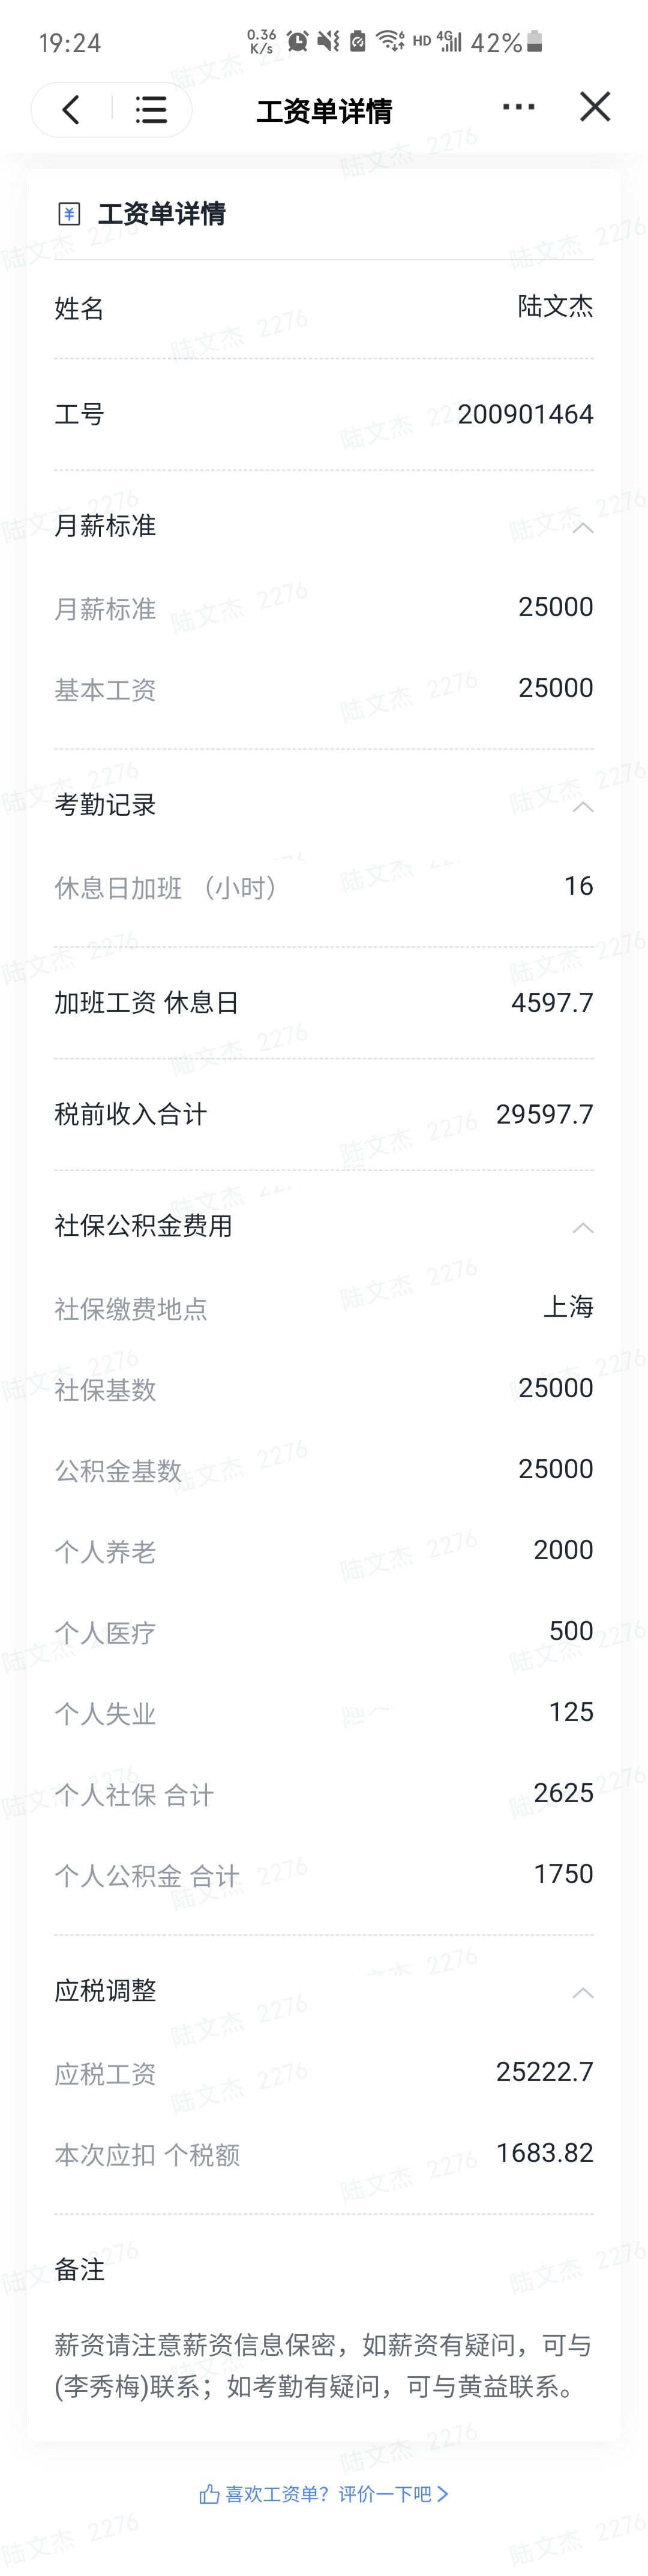 19:24
0.36 K/s
HD 4G 42%
工资单详情
工资单详情
姓名 陆文杰
工号 200901464
月薪标准
月薪标准 25000
基本工资 25000
考勤记录
休息日加班 （小时） 16
加班工资 休息日 4597.7
税前收入合计 29597.7
社保公积金费用
社保缴费地点 上海
社保基数 25000
公积金基数 25000
个人养老 2000
个人医疗 500
个人失业 125
个人社保 合计 2625
个人公积金 合计 1750
应税调整
应税工资 25222.7
本次应扣 个税额 1683.82
备注
薪资请注意薪资信息保密，如薪资有疑问，可与
(李秀梅)联系；如考勤有疑问，可与黄益联系。
喜欢工资单？评价一下吧
陆文杰 2276